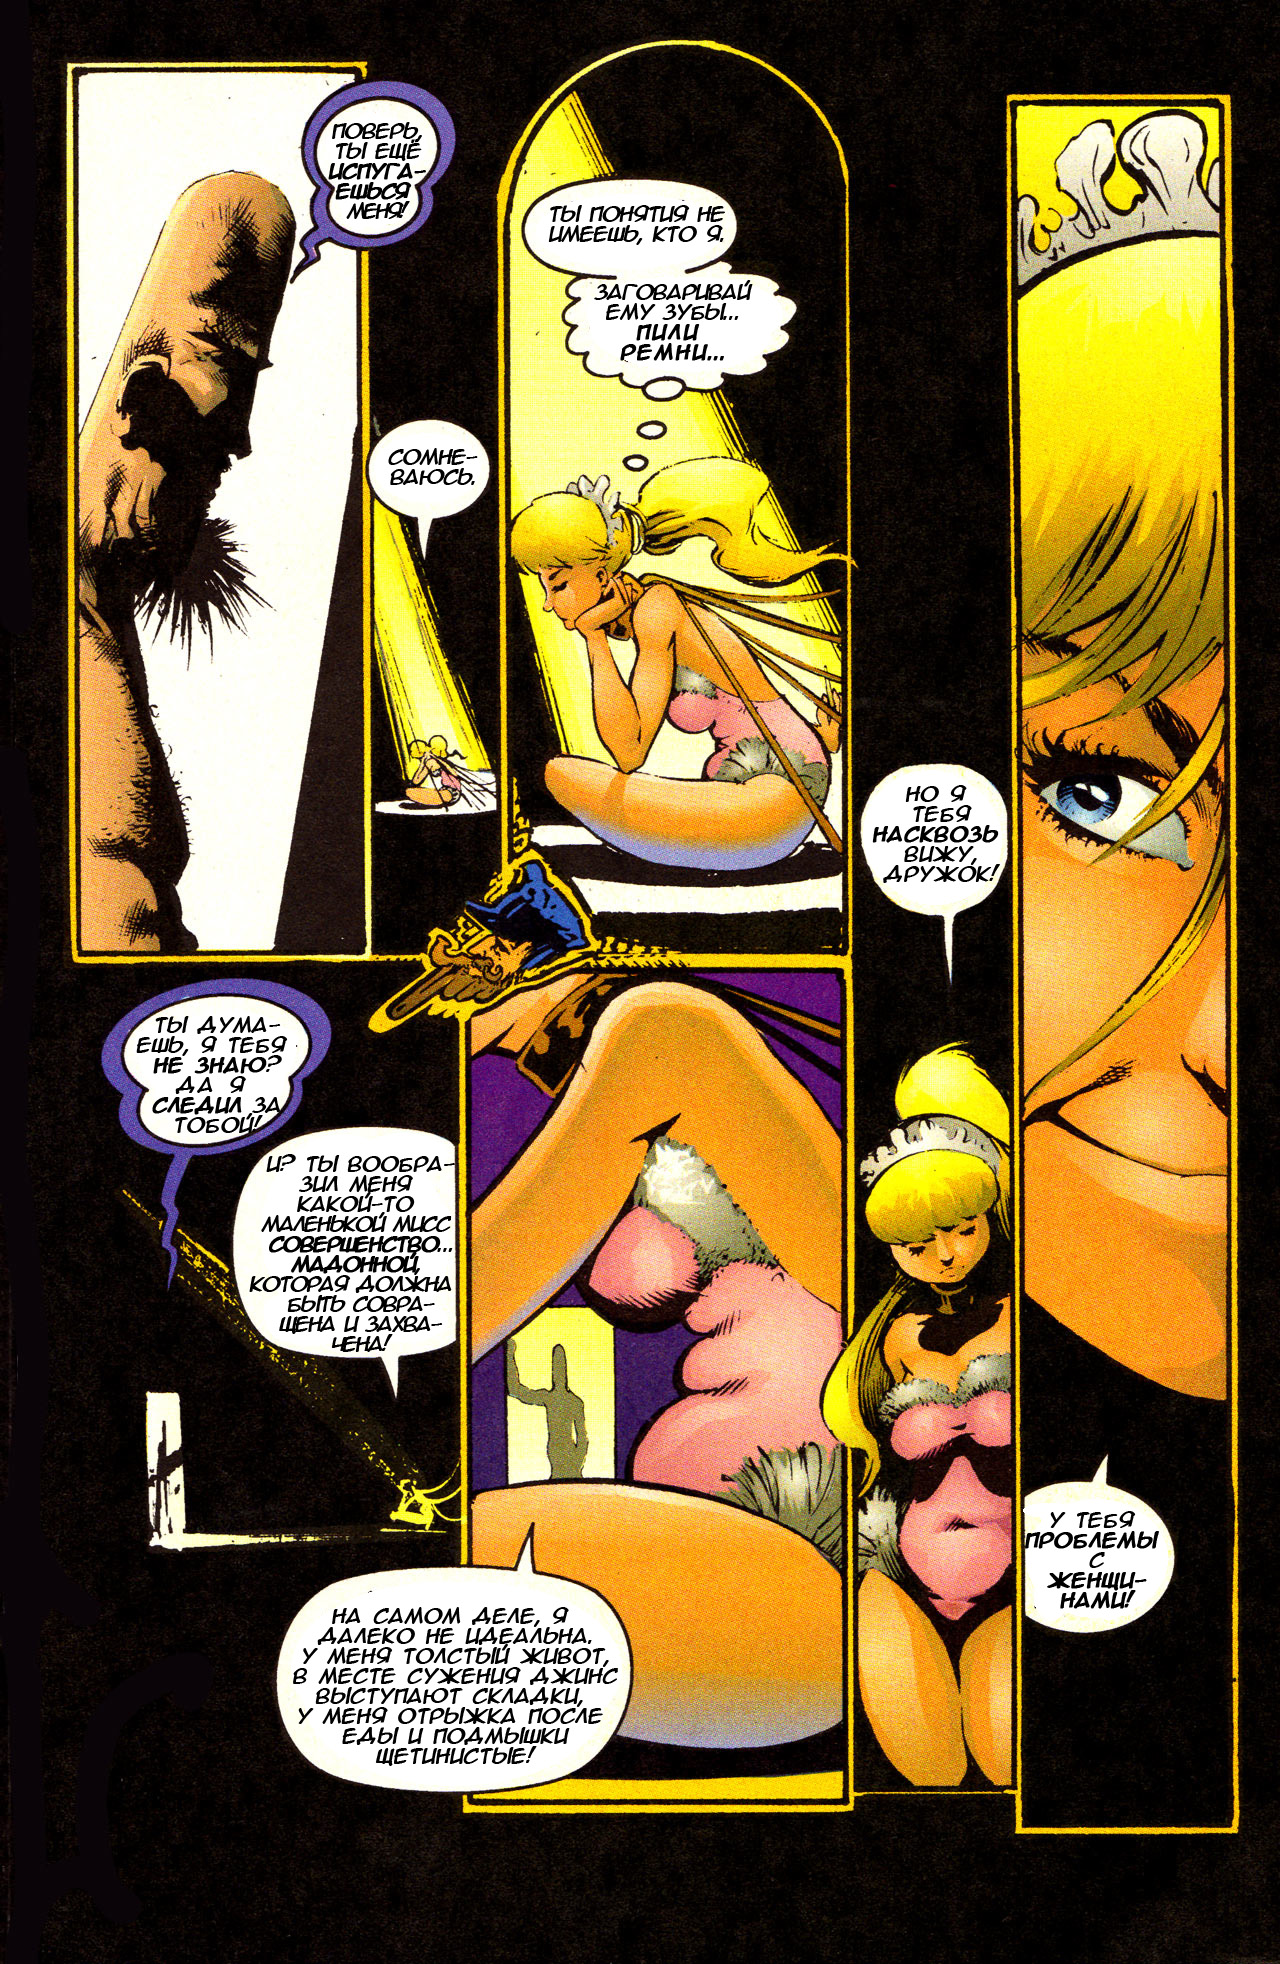 ПОВЕРЬ,
ТЫ ЕЩЁ
ИСПУГА-
ЕШЬСЯ
МЕНЯ!
СОМНЕ-
ВАЮСЬ.
ТЫ ПОНЯТИЯ НЕ
ИМЕЕШЬ, КТО Я.
ЗАГОВАРИВАЙ
ЕМУ ЗУБЫ...
ПИЛИ
РЕМНИ...
НО Я
ТЕБЯ
НАСКВОЗЬ
ВИЖУ,
ДРУЖОК!
ТЫ ДУМА-
ЕШЬ, Я ТЕБЯ
НЕ ЗНАЮ?
ДА Я
СЛЕДИЛ ЗА
ТОБОЙ!
И? ТЫ ВООБРА-
ЗИЛ МЕНЯ
КАКОЙ-ТО
МАЛЕНЬКОЙ МИСС
СОВЕРШЕНСТВО...
МАДОННОЙ,
КОТОРАЯ ДОЛЖНА
БЫТЬ СОВРА-
ЩЕНА И ЗАХВА-
ЧЕНА!
НА САМОМ ДЕЛЕ, Я
ДАЛЕКО НЕ ИДЕАЛЬНА.
У МЕНЯ ТОЛСТЫЙ ЖИВОТ,
В МЕСТЕ СУЖЕНИЯ ДЖИНС
ВЫСТУПАЮТ СКЛАДКИ,
У МЕНЯ ОТРЫЖКА ПОСЛЕ
ЕДЫ И ПОДМЫШКИ
ЩЕТИНИСТЫЕ!
У ТЕБЯ
ПРОБЛЕМЫ
С
ЖЕНЩИ-
НАМИ!